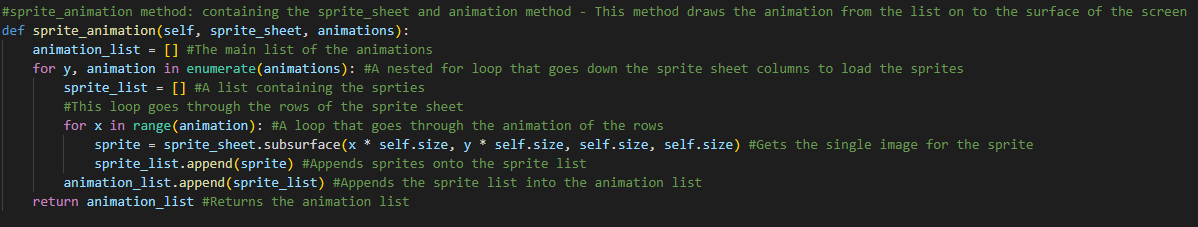 #sprite_animation method: containing the sprite_sheet and animation method - This method draws the animation from the list on to the surface of the screen
def sprite_animation(self, sprite_sheet, animations):
    animation_list = [] #The main list of the animations
    for y, animation in enumerate(animations): #A nested for loop that goes down the sprite sheet columns to load the sprites
        sprite_list = [] #A list containing the sprties
        #This loop goes through the rows of the sprite sheet
        for x in range(animation): #A loop that goes through the animation of the rows
            sprite = sprite_sheet.subsurface(x * self.size, y * self.size, self.size, self.size) #Gets the single image for the sprite
            sprite_list.append(sprite) #Appends sprites onto the sprite list
        animation_list.append(sprite_list) #Appends the sprite list into the animation list
    return animation_list #Returns the animation list